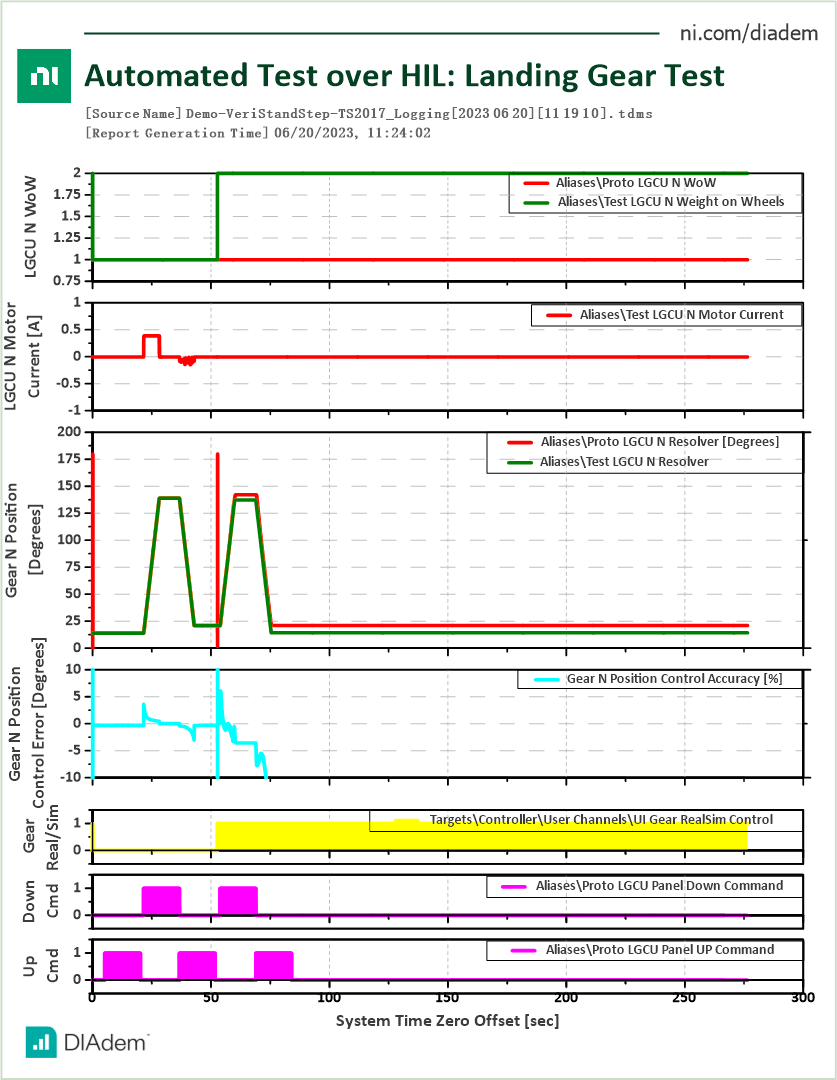 ni.com/diadem
ni
Automated Test over HIL: Landing Gear Test
[Source Name] Demo-VeriStandStep-TS2017_Logging[2023 06 20][11 19 10].tdms
[Report Generation Time] 06/20/2023, 11:24:02
LGCU N WoW
2
1.75
1.5
1.25
1
0.75
Aliases\Proto LGCU N WoW
Aliases\Test LGCU N Weight on Wheels
LGCU N Motor
Current [A]
1
0.5
0
-0.5
-1
Aliases\Test LGCU N Motor Current
Gear N Position
[Degrees]
200
175
150
125
100
75
50
25
0
Aliases\Proto LGCU N Resolver [Degrees]
Aliases\Test LGCU N Resolver
Gear N Position
Control Error [Degrees]
10
5
0
-5
-10
Gear N Position Control Accuracy [%]
Gear
Real/Sim
1
0
Targets\Controller\User Channels\UI Gear RealSim Control
Down
Cmd
1
0
Aliases\Proto LGCU Panel Down Command
Up
Cmd
1
0
Aliases\Proto LGCU Panel UP Command
0 50 100 150 200 250 300
System Time Zero Offset [sec]
DIAdem™